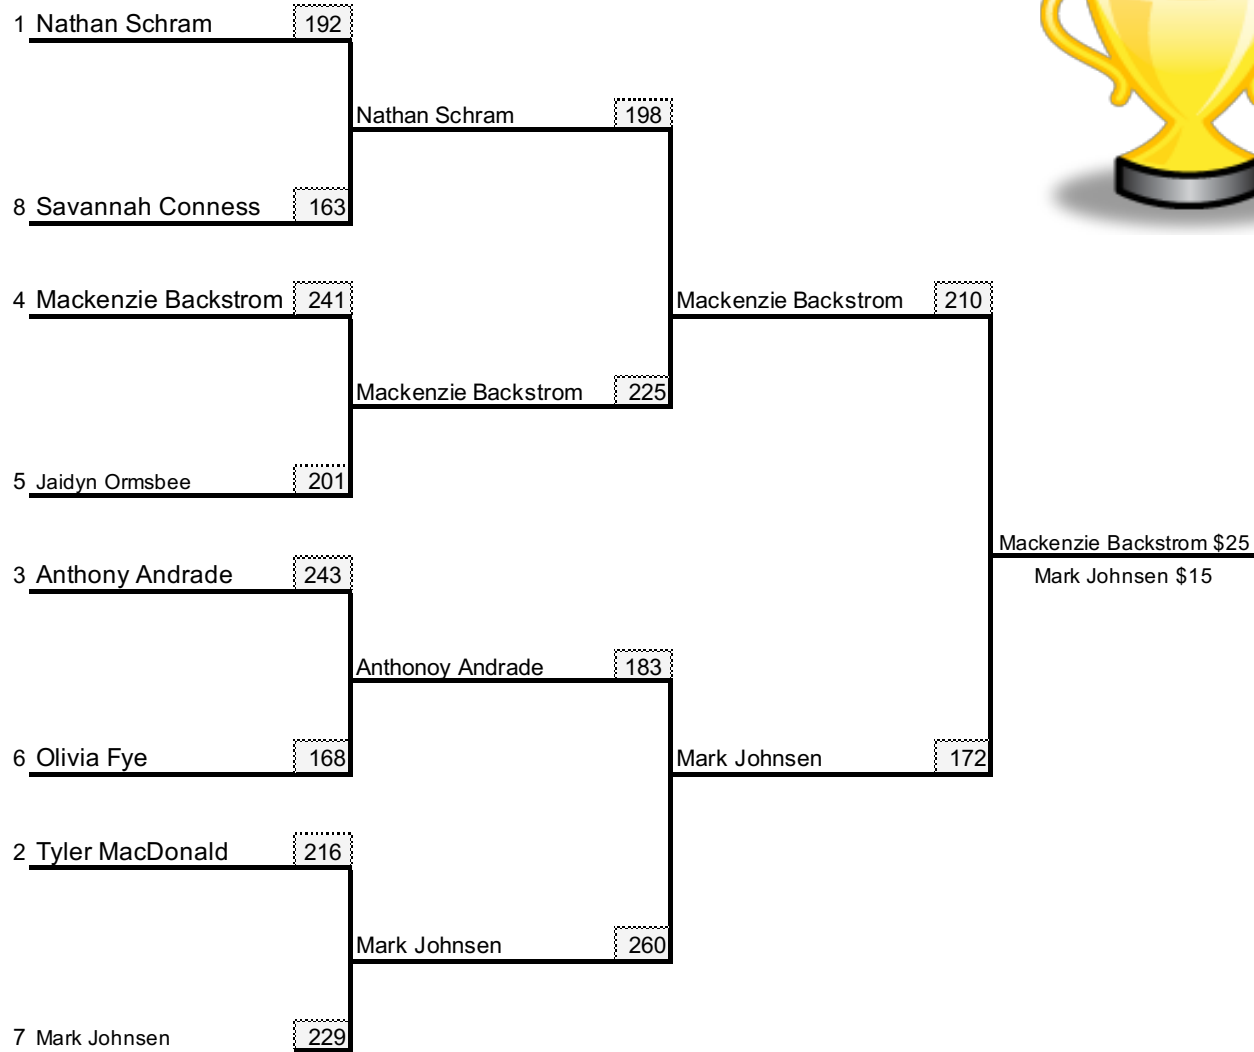 1 Nathan Schram 192
Nathan Schram 198
8 Savannah Conness 163
4 Mackenzie Backstrom 241
Mackenzie Backstrom 210
Mackenzie Backstrom 225
5 Jaidyn Ormsbee 201
Mackenzie Backstrom $25
3 Anthony Andrade 243
Mark Johnsen $15
Anthonoy Andrade 183
6 Olivia Fye 168
Mark Johnsen 172
2 Tyler MacDonald 216
Mark Johnsen 260
7 Mark Johnsen 229